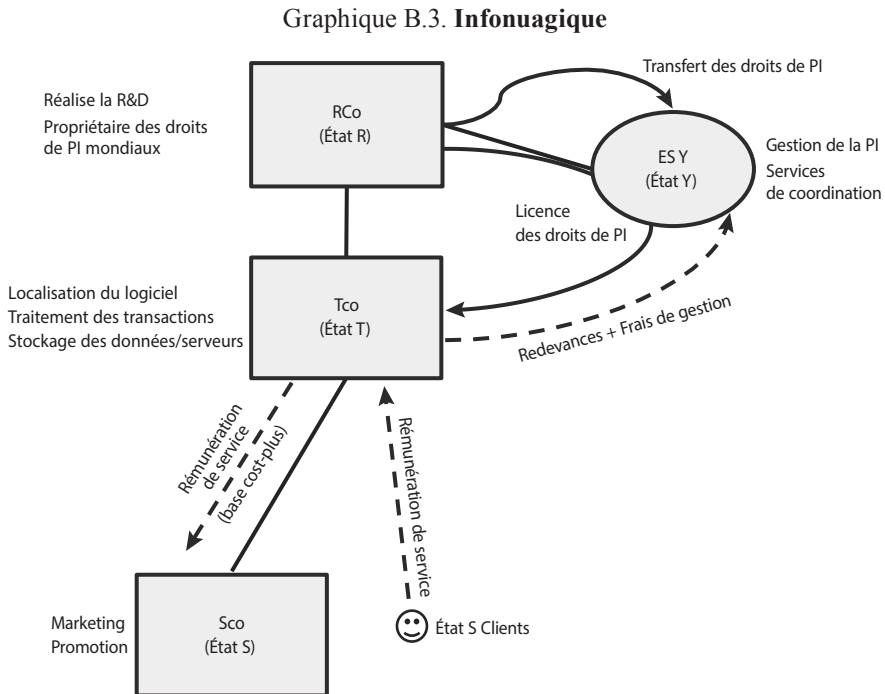 Graphique B.3. Infonuagique
Transfert des droits de PI
Réalise la R&D
Propriétaire des droits
de PI mondiaux
RCo
(État R)
ES Y
(État Y)
Gestion de la PI
Services
de coordination
Licence
des droits de PI
Localisation du logiciel
Traitement des transactions
Stockage des données/serveurs
Tco
(État T)
Redevances + Frais de gestion
Rémunération
de service
(base cost-plus)
Rémunération de service
Marketing
Promotion
Sco
(État S)
État S Clients